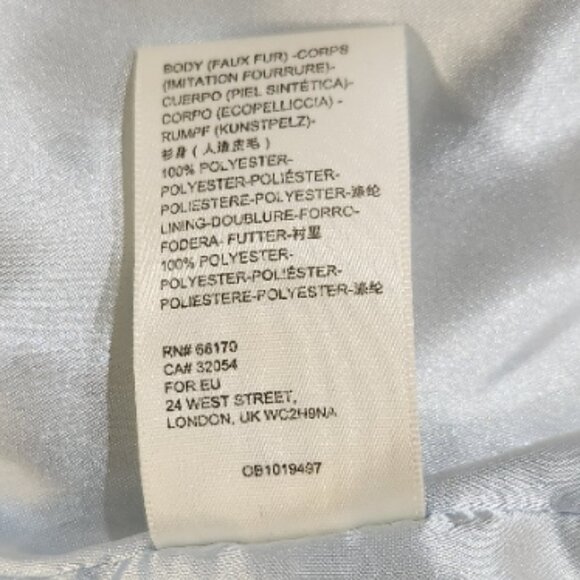 BODY (FAUX FUR) -CORPS
(IMITATION FOURRURE)-
CUERPO (PIEL SINTÉTICA)-
CORPO (ECOPELLICCIA) -
RUMPF (KUNSTPELZ)-
衫身 ( 人造皮毛 )
100% POLYESTER-
POLYESTER-POLIÉSTER-
POLIESTERE-POLYESTER-涤纶
LINING-DOUBLURE-FORRO-
FODERA- FUTTER-衬里
100% POLYESTER-
POLYESTER-POLIÉSTER-
POLIESTERE-POLYESTER-涤纶
RN# 66170
CA# 32054
FOR EU
24 WEST STREET,
LONDON, UK WC2H9NA
OB1019497